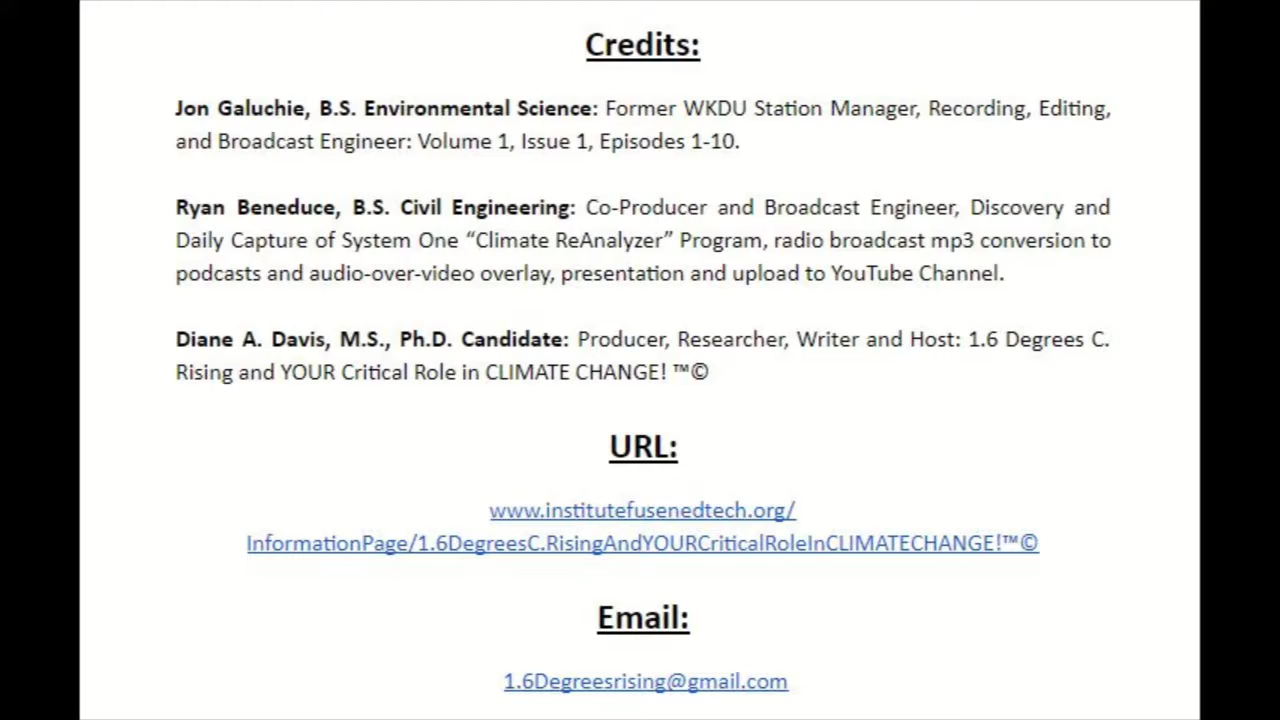 Credits:
Jon Galuchie, B.S. Environmental Science: Former WKDU Station Manager, Recording, Editing,
and Broadcast Engineer: Volume 1, Issue 1, Episodes 1-10.
Ryan Beneduce, B.S. Civil Engineering: Co-Producer and Broadcast Engineer, Discovery and
Daily Capture of System One “Climate ReAnalyzer” Program, radio broadcast mp3 conversion to
podcasts and audio-over-video overlay, presentation and upload to YouTube Channel.
Diane A. Davis, M.S., Ph.D. Candidate: Producer, Researcher, Writer and Host: 1.6 Degrees C.
Rising and YOUR Critical Role in CLIMATE CHANGE! ™©
URL:
www.institutefusenedtech.org/
InformationPage/1.6DegreesC.RisingAndYOURCriticalRoleInCLIMATECHANGE!™©
Email:
1.6Degreesrising@gmail.com